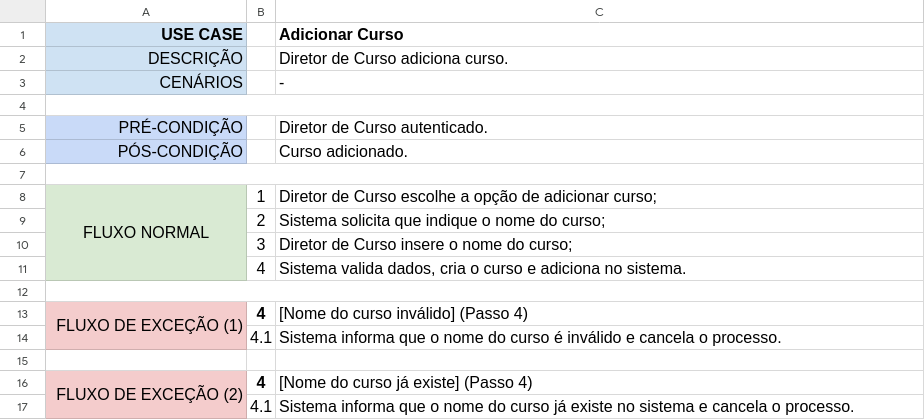 A B C
1 USE CASE Adicionar Curso
2 DESCRIÇÃO Diretor de Curso adiciona curso.
3 CENÁRIOS -
4
5 PRÉ-CONDIÇÃO Diretor de Curso autenticado.
6 PÓS-CONDIÇÃO Curso adicionado.
7
8 1 Diretor de Curso escolhe a opção de adicionar curso;
9 FLUXO NORMAL 2 Sistema solicita que indique o nome do curso;
10 3 Diretor de Curso insere o nome do curso;
11 4 Sistema valida dados, cria o curso e adiciona no sistema.
12
13 FLUXO DE EXCEÇÃO (1) 4 [Nome do curso inválido] (Passo 4)
14 4.1 Sistema informa que o nome do curso é inválido e cancela o processo.
15
16 FLUXO DE EXCEÇÃO (2) 4 [Nome do curso já existe] (Passo 4)
17 4.1 Sistema informa que o nome do curso já existe no sistema e cancela o processo.